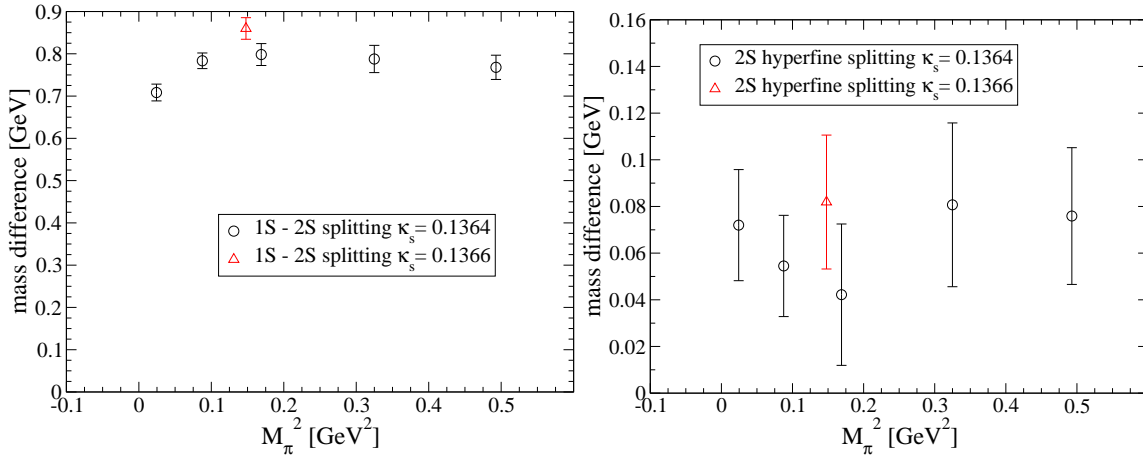 0.9
0.8
0.7
0.6
0.5
0.4
0.3
0.2
0.1
0
mass difference [GeV]
1S - 2S splitting κs= 0.1364
1S - 2S splitting κs= 0.1366
-0.1 0 0.1 0.2 0.3 0.4 0.5
Mπ2 [GeV2]
0.16
0.14
0.12
0.1
0.08
0.06
0.04
0.02
0
mass difference [GeV]
2S hyperfine splitting κs= 0.1364
2S hyperfine splitting κs= 0.1366
-0.1 0 0.1 0.2 0.3 0.4 0.5
Mπ2 [GeV2]